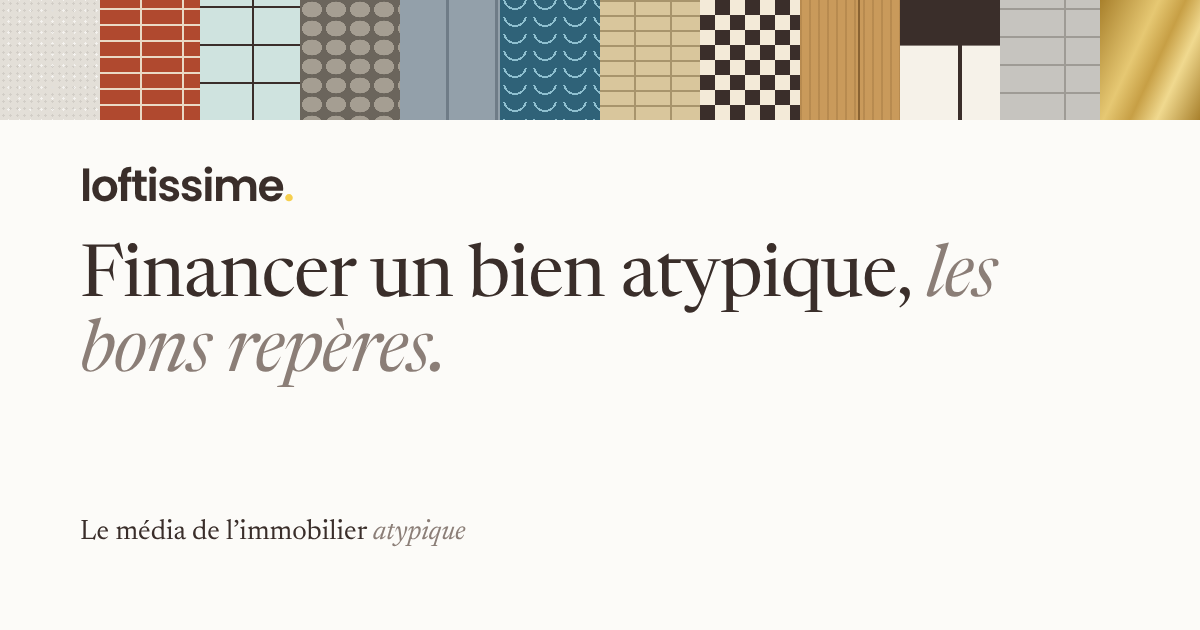 loftissime.
Financer un bien atypique, les
bons repères.
Le média de l’immobilier atypique